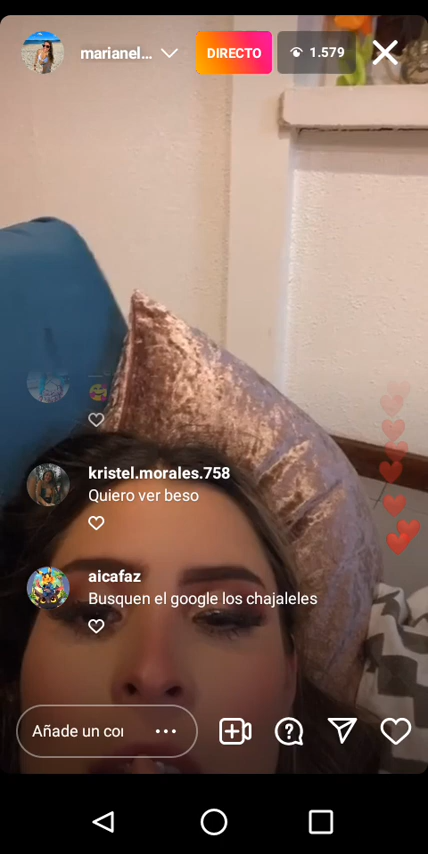 marianel...
DIRECTO
1.579
kristel.morales.758
Quiero ver beso
aicafaz
Busquen el google los chajaleles
Añade un co